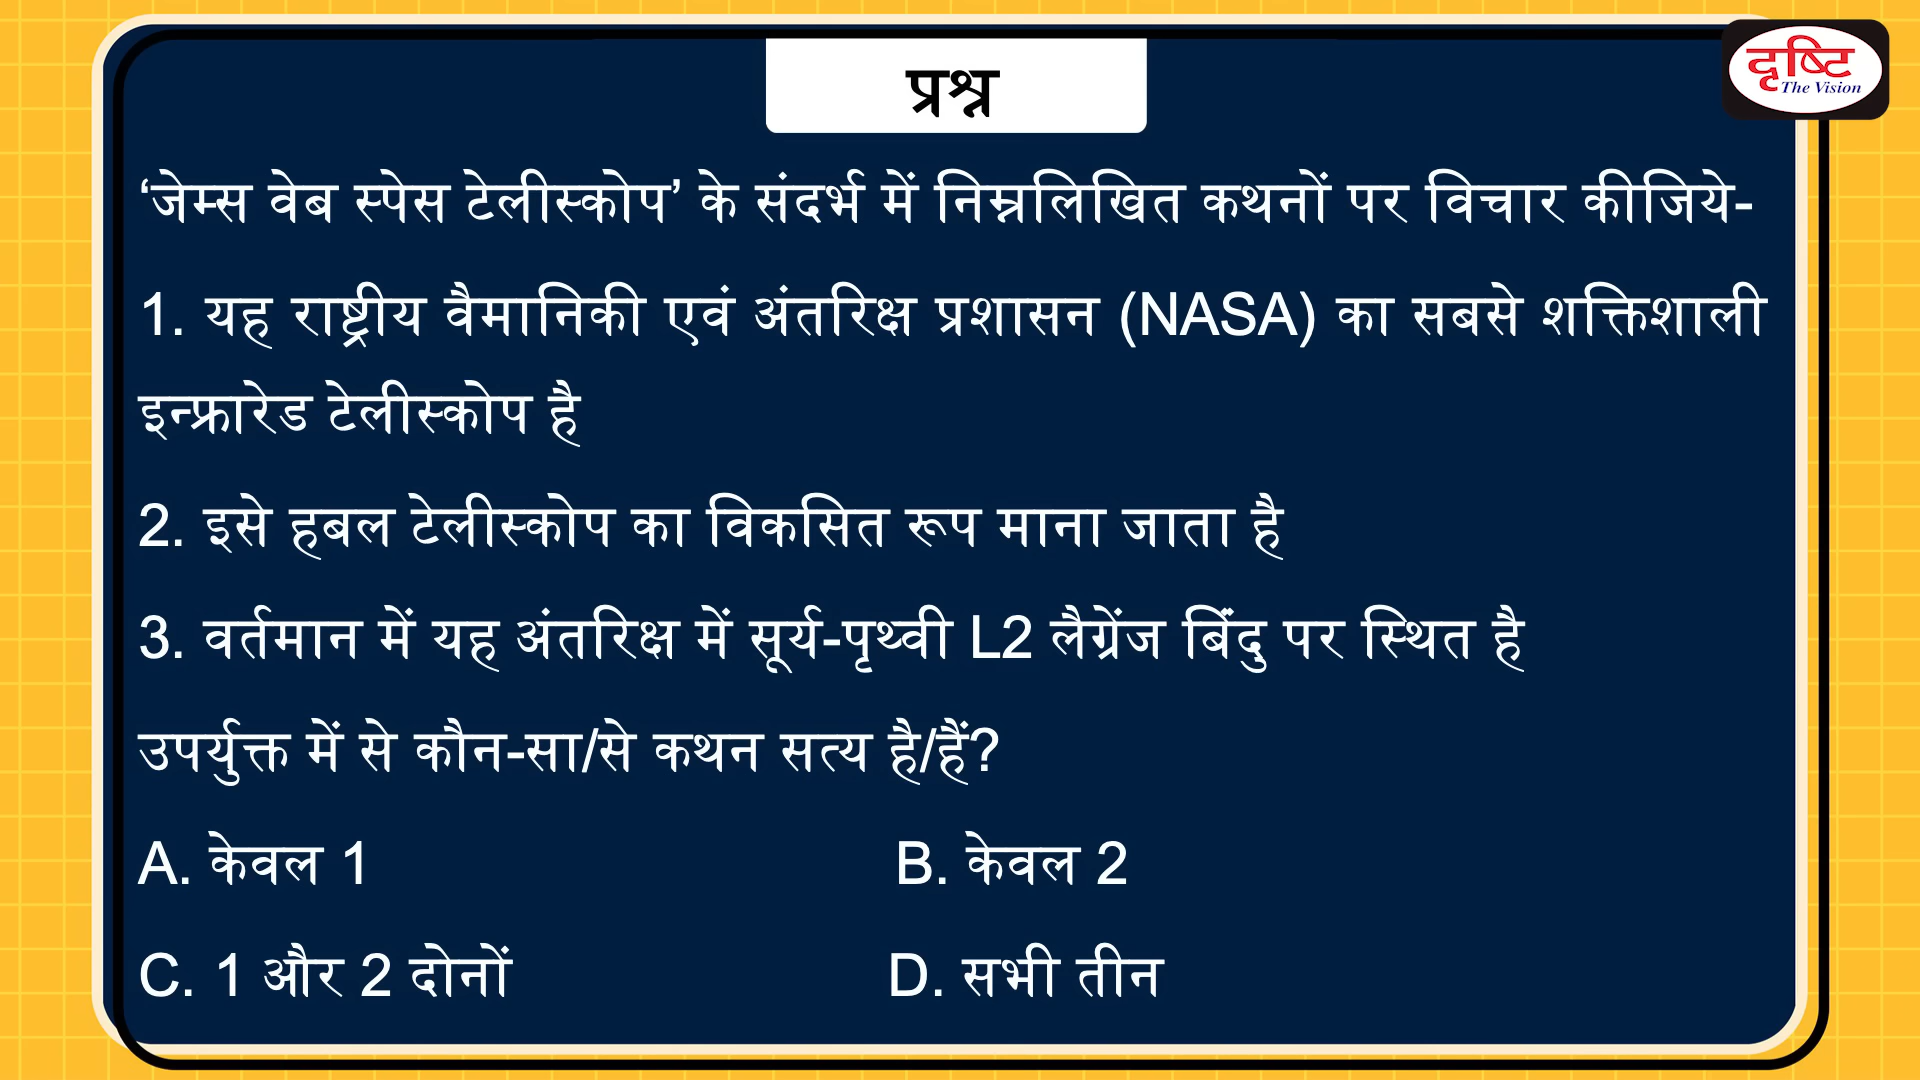 प्रश्न
दृष्टि
The Vision
‘जेम्स वेब स्पेस टेलीस्कोप’ के संदर्भ में निम्नलिखित कथनों पर विचार कीजिये-
1. यह राष्ट्रीय वैमानिकी एवं अंतरिक्ष प्रशासन (NASA) का सबसे शक्तिशाली
इन्फ्रारेड टेलीस्कोप है
2. इसे हबल टेलीस्कोप का विकसित रूप माना जाता है
3. वर्तमान में यह अंतरिक्ष में सूर्य-पृथ्वी L2 लैग्रेंज बिंदु पर स्थित है
उपर्युक्त में से कौन-सा/से कथन सत्य है/हैं?
A. केवल 1 B. केवल 2
C. 1 और 2 दोनों D. सभी तीन